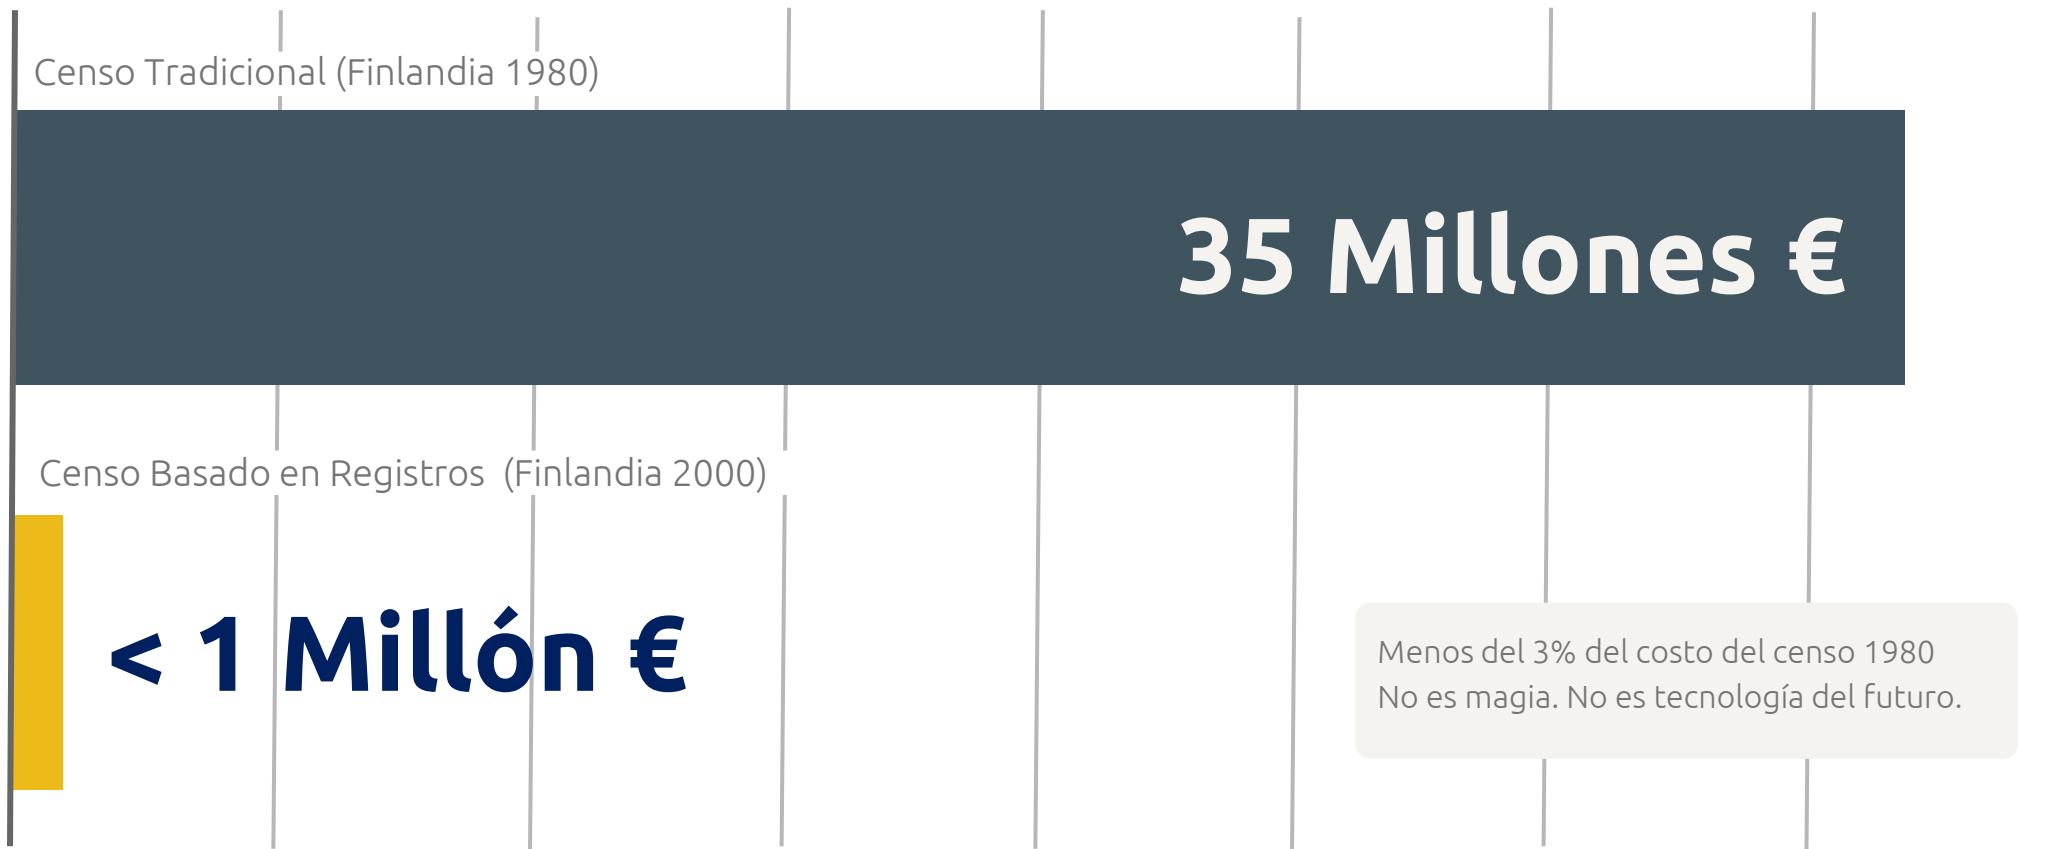 Censo Tradicional (Finlandia 1980)
35 Millones €
Censo Basado en Registros (Finlandia 2000)
< 1 Millón €
Menos del 3% del costo del censo 1980
No es magia. No es tecnología del futuro.